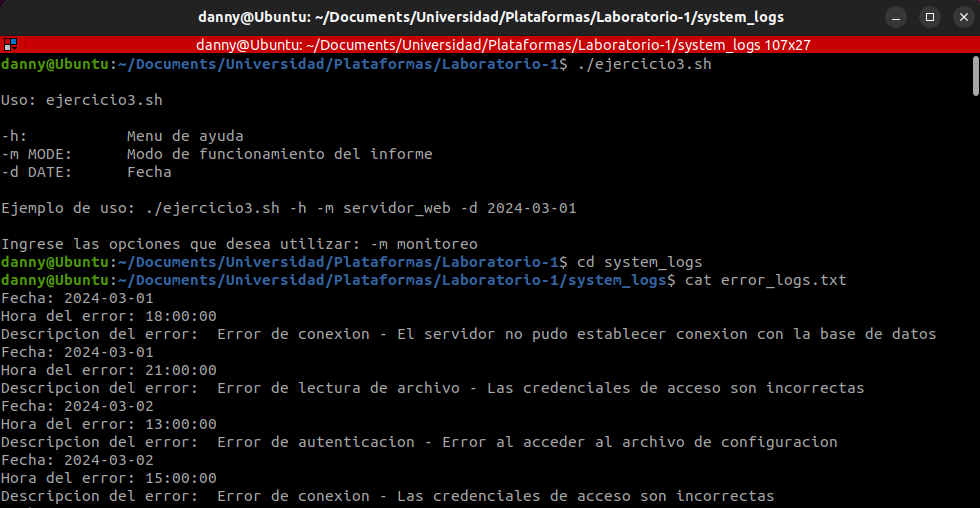 danny@Ubuntu: ~/Documents/Universidad/Plataformas/Laboratorio-1/system_logs
danny@Ubuntu: ~/Documents/Universidad/Plataformas/Laboratorio-1/system_logs 107x27
danny@Ubuntu:~/Documents/Universidad/Plataformas/Laboratorio-1$ ./ejercicio3.sh
Uso: ejercicio3.sh
-h: Menu de ayuda
-m MODE: Modo de funcionamiento del informe
-d DATE: Fecha
Ejemplo de uso: ./ejercicio3.sh -h -m servidor_web -d 2024-03-01
Ingrese las opciones que desea utilizar: -m monitoreo
danny@Ubuntu:~/Documents/Universidad/Plataformas/Laboratorio-1$ cd system_logs
danny@Ubuntu:~/Documents/Universidad/Plataformas/Laboratorio-1/system_logs$ cat error_logs.txt
Fecha: 2024-03-01
Hora del error: 18:00:00
Descripcion del error:  Error de conexion - El servidor no pudo establecer conexion con la base de datos
Fecha: 2024-03-01
Hora del error: 21:00:00
Descripcion del error:  Error de lectura de archivo - Las credenciales de acceso son incorrectas
Fecha: 2024-03-02
Hora del error: 13:00:00
Descripcion del error:  Error de autenticacion - Error al acceder al archivo de configuracion
Fecha: 2024-03-02
Hora del error: 15:00:00
Descripcion del error:  Error de conexion - Las credenciales de acceso son incorrectas